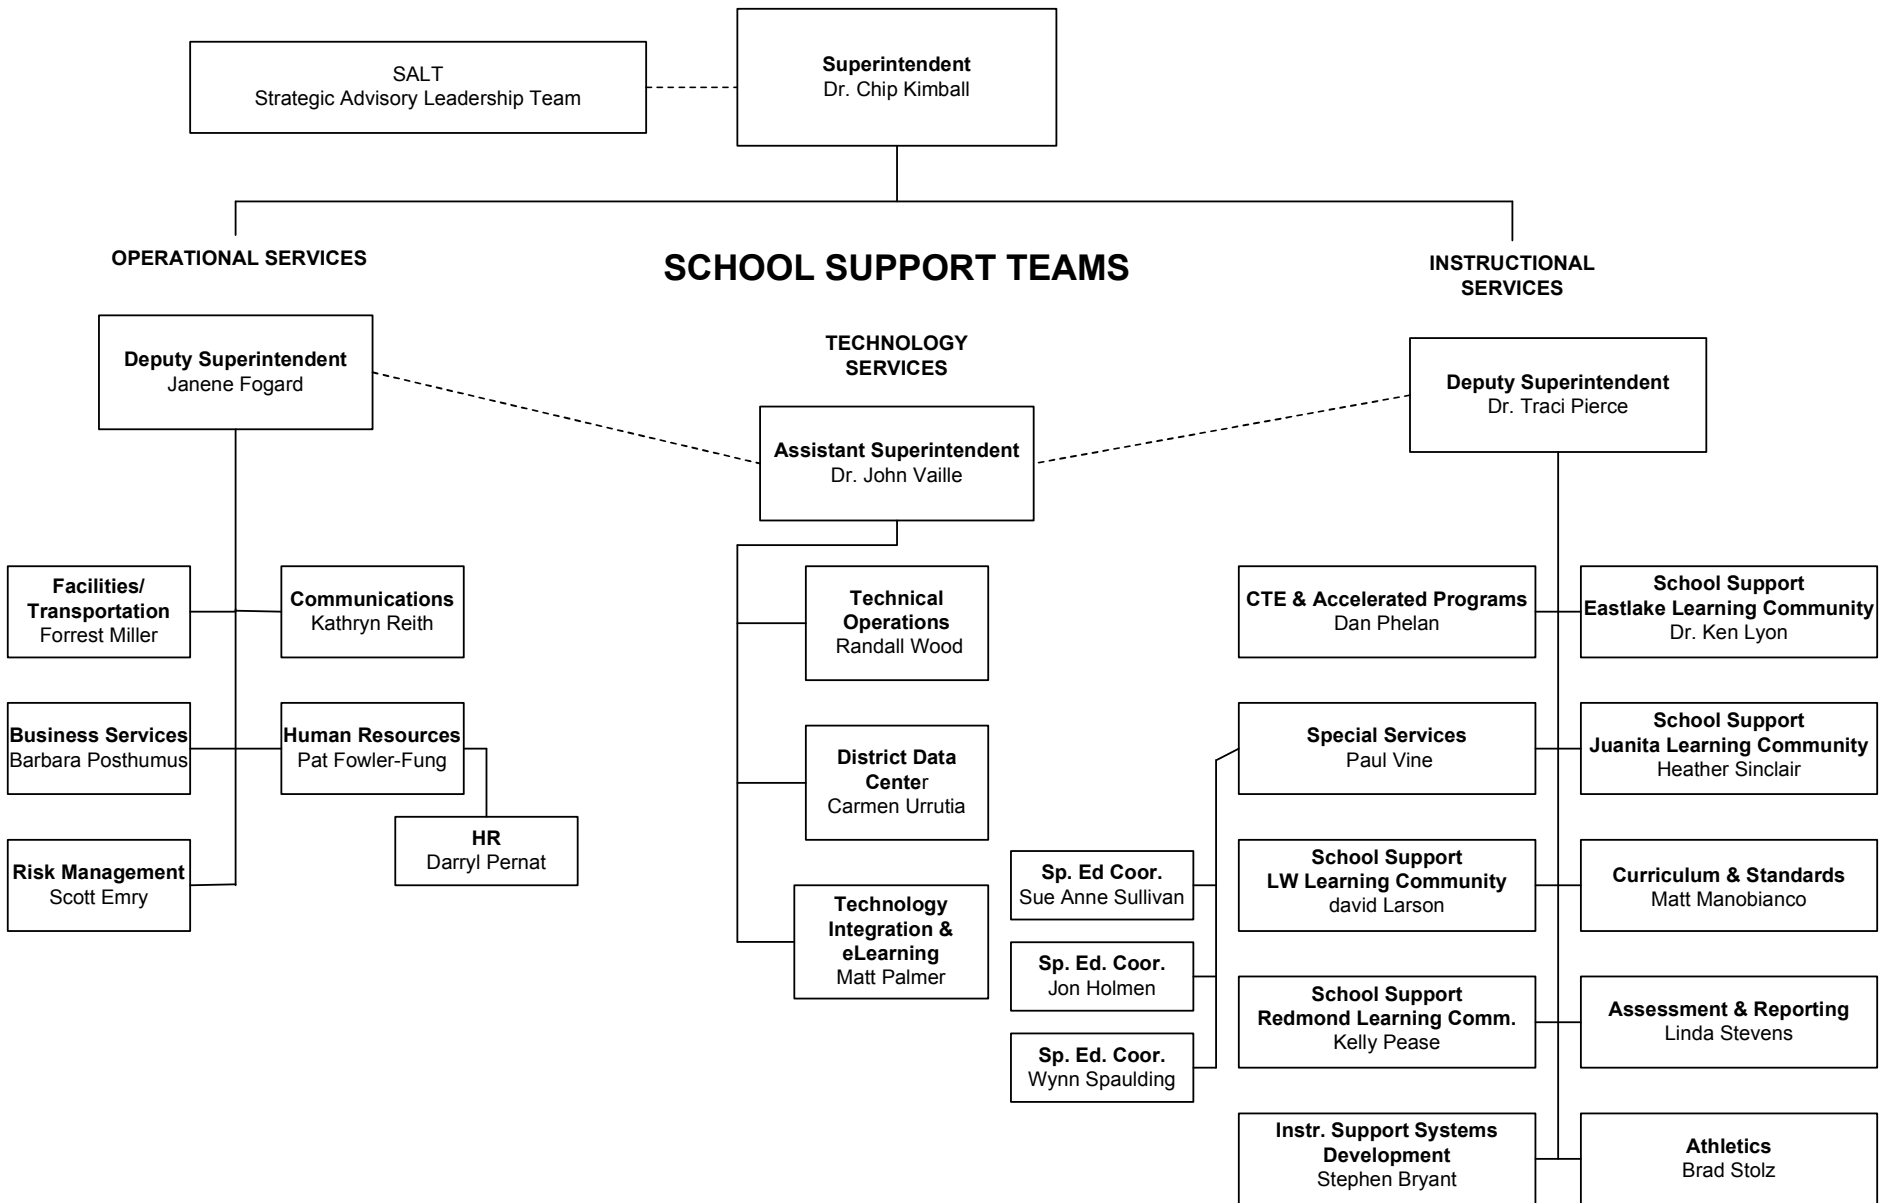 SALT
Strategic Advisory Leadership Team
Superintendent
Dr. Chip Kimball
OPERATIONAL SERVICES
SCHOOL SUPPORT TEAMS
INSTRUCTIONAL
SERVICES
TECHNOLOGY
SERVICES
Deputy Superintendent
Janene Fogard
Assistant Superintendent
Dr. John Vaille
Deputy Superintendent
Dr. Traci Pierce
Facilities/
Transportation
Forrest Miller
Communications
Kathryn Reith
Business Services
Barbara Posthumus
Human Resources
Pat Fowler-Fung
HR
Darryl Pernat
Risk Management
Scott Emry
Technical
Operations
Randall Wood
District Data
Center
Carmen Urrutia
Technology
Integration &
eLearning
Matt Palmer
CTE & Accelerated Programs
Dan Phelan
School Support
Eastlake Learning Community
Dr. Ken Lyon
Special Services
Paul Vine
School Support
Juanita Learning Community
Heather Sinclair
Sp. Ed Coor.
Sue Anne Sullivan
Sp. Ed. Coor.
Jon Holmen
Sp. Ed. Coor.
Wynn Spaulding
School Support
LW Learning Community
david Larson
Curriculum & Standards
Matt Manobianco
School Support
Redmond Learning Comm.
Kelly Pease
Assessment & Reporting
Linda Stevens
Instr. Support Systems
Development
Stephen Bryant
Athletics
Brad Stolz